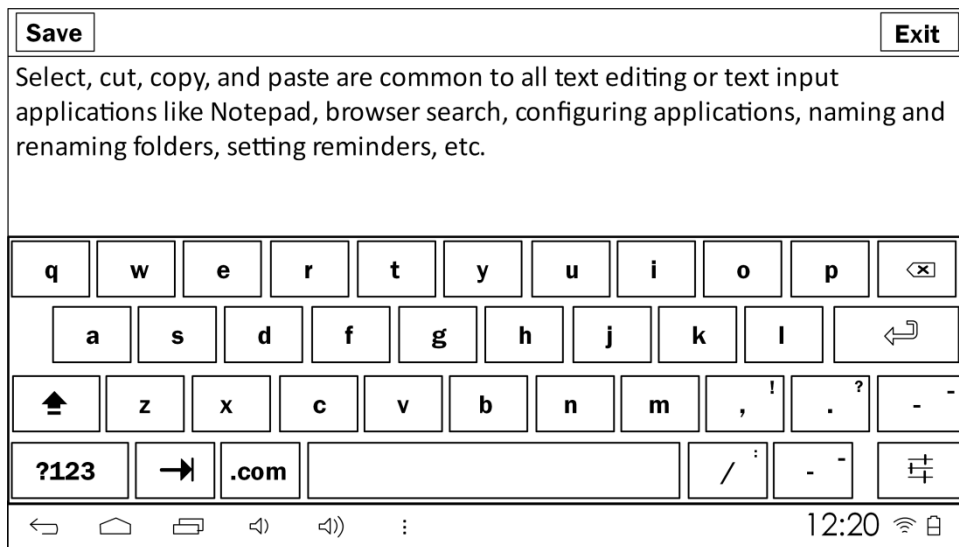 Save Exit
Select, cut, copy, and paste are common to all text editing or text input
applications like Notepad, browser search, configuring applications, naming and
renaming folders, setting reminders, etc.
q w e r t y u i o p
a s d f g h j k l
z x c v b n m , ! . ? - -
?123 .com / : - -
12:20